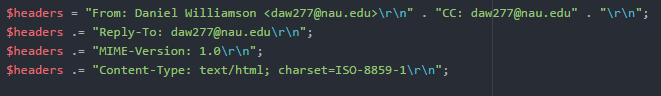 $headers = "From: Daniel Williamson <daw277@nau.edu>\r\n" . "CC: daw277@nau.edu" . "\r\n";
$headers .= "Reply-To: daw277@nau.edu\r\n";
$headers .= "MIME-Version: 1.0\r\n";
$headers .= "Content-Type: text/html; charset=ISO-8859-1\r\n";